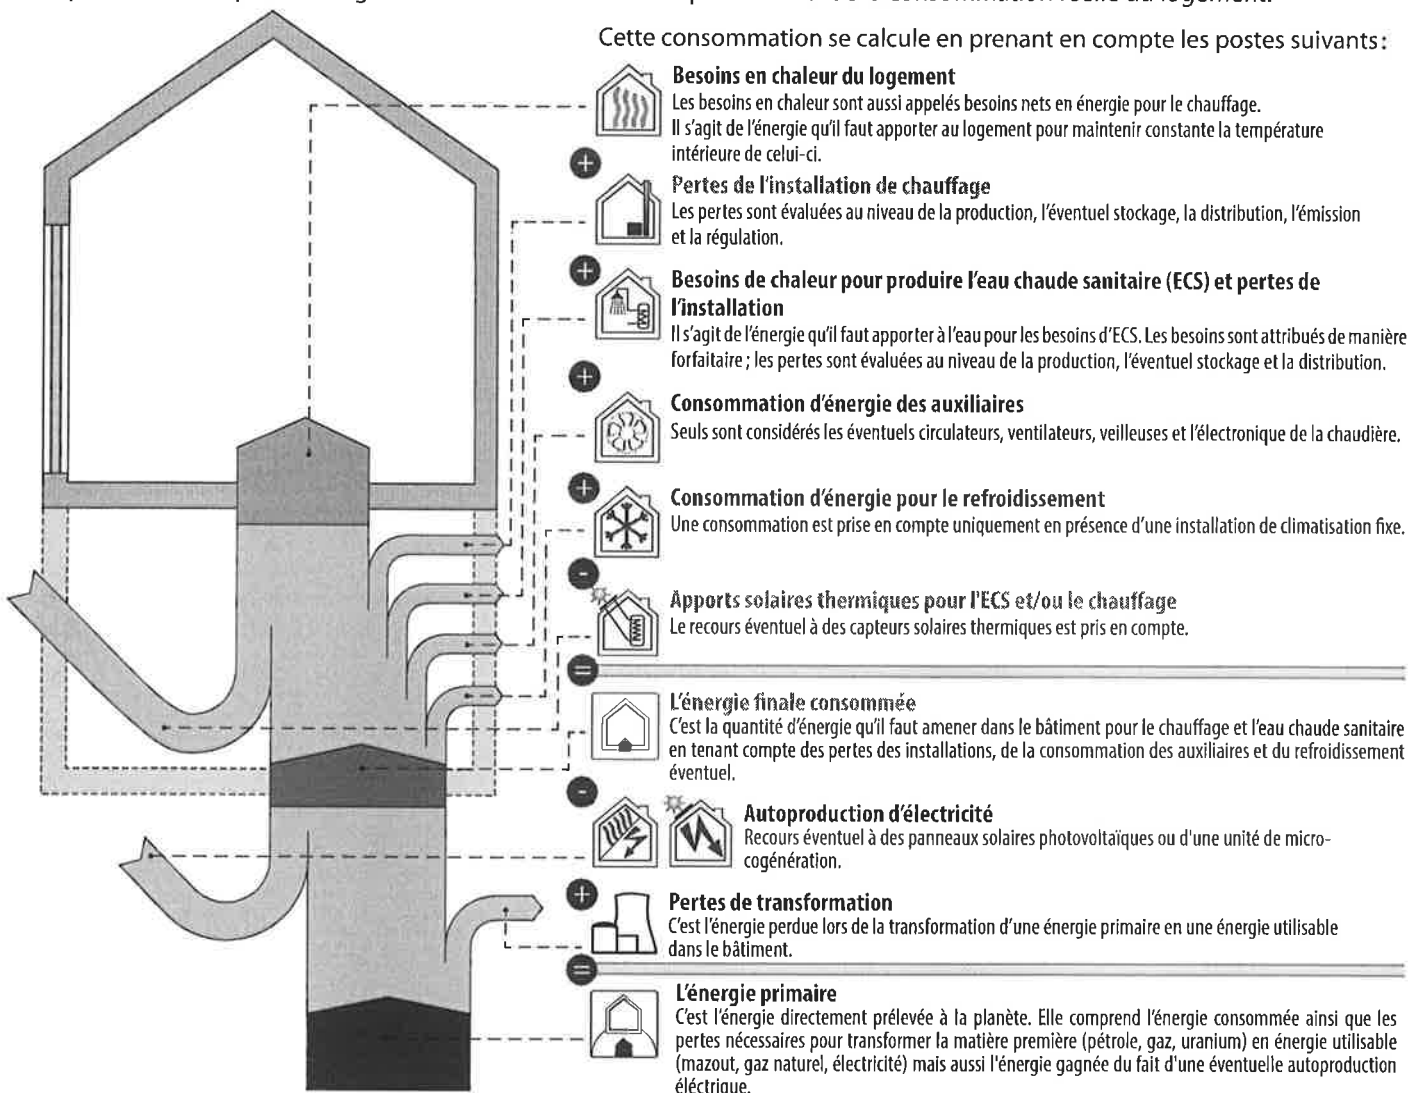 Cette consommation se calcule en prenant en compte les postes suivants :
Besoins en chaleur du logement
Les besoins en chaleur sont aussi appelés besoins nets en énergie pour le chauffage.
Il s'agit de l'énergie qu'il faut apporter au logement pour maintenir constante la température
intérieure de celui-ci.
+
Pertes de l'installation de chauffage
Les pertes sont évaluées au niveau de la production, l'éventuel stockage, la distribution, l'émission
et la régulation.
+
Besoins de chaleur pour produire l'eau chaude sanitaire (ECS) et pertes de
l'installation
Il s'agit de l'énergie qu'il faut apporter à l'eau pour les besoins d'ECS. Les besoins sont attribués de manière
forfaitaire ; les pertes sont évaluées au niveau de la production, l'éventuel stockage et la distribution.
+
Consommation d'énergie des auxiliaires
Seuls sont considérés les éventuels circulateurs, ventilateurs, veilleuses et l'électronique de la chaudière.
+
Consommation d'énergie pour le refroidissement
Une consommation est prise en compte uniquement en présence d'une installation de climatisation fixe.
-
Apports solaires thermiques pour l'ECS et/ou le chauffage
Le recours éventuel à des capteurs solaires thermiques est pris en compte.
=
L'énergie finale consommée
C'est la quantité d'énergie qu'il faut amener dans le bâtiment pour le chauffage et l'eau chaude sanitaire
en tenant compte des pertes des installations, de la consommation des auxiliaires et du refroidissement
éventuel.
-
Autoproduction d'électricité
Recours éventuel à des panneaux solaires photovoltaïques ou d'une unité de micro-
cogénération.
+
Pertes de transformation
C'est l'énergie perdue lors de la transformation d'une énergie primaire en une énergie utilisable
dans le bâtiment.
=
L'énergie primaire
C'est l'énergie directement prélevée à la planète. Elle comprend l'énergie consommée ainsi que les
pertes nécessaires pour transformer la matière première (pétrole, gaz, uranium) en énergie utilisable
(mazout, gaz naturel, électricité) mais aussi l'énergie gagnée du fait d'une éventuelle autoproduction
éléctrique.